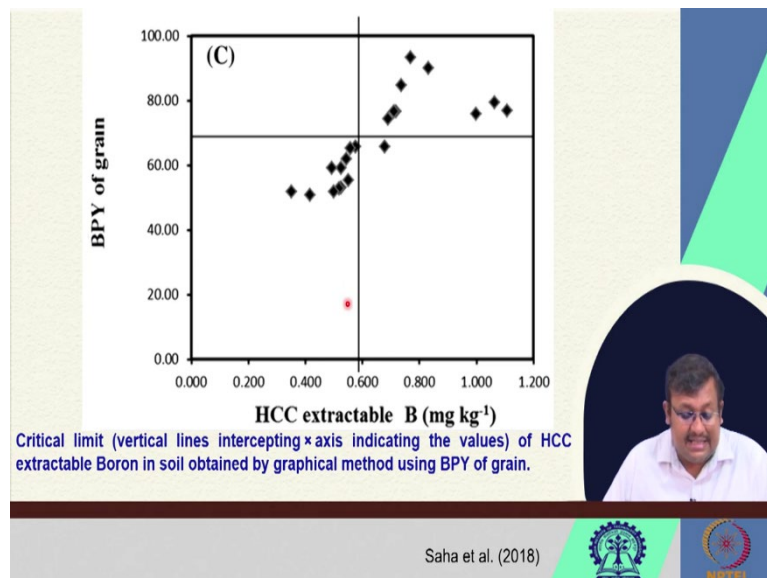 (C)
BPY of grain
100.00
80.00
60.00
40.00
20.00
0.00
0.000 0.200 0.400 0.600 0.800 1.000 1.200
HCC extractable B (mg kg⁻¹)
Critical limit (vertical lines intercepting × axis indicating the values) of HCC
extractable Boron in soil obtained by graphical method using BPY of grain.
Saha et al. (2018)
NPTEL